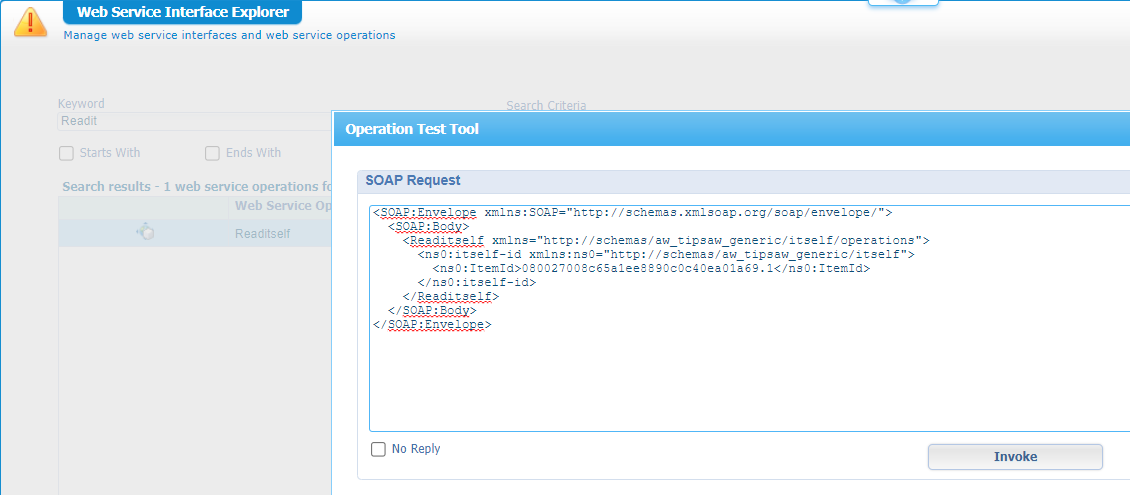 Web Service Interface Explorer
Manage web service interfaces and web service operations
Keyword
Search Criteria
Readit
Starts With
Ends With
Search results - 1 web service operations fo
Web Service Op
Readitself
Operation Test Tool
SOAP Request
<SOAP:Envelope xmlns:SOAP="http://schemas.xmlsoap.org/soap/envelope/">
  <SOAP:Body>
    <Readitself xmlns="http://schemas/aw_tipsaw_generic/itself/operations">
      <ns0:itself-id xmlns:ns0="http://schemas/aw_tipsaw_generic/itself">
        <ns0:ItemId>080027008c65a1ee8890c0c40ea01a69.1</ns0:ItemId>
      </ns0:itself-id>
    </Readitself>
  </SOAP:Body>
</SOAP:Envelope>
No Reply
Invoke